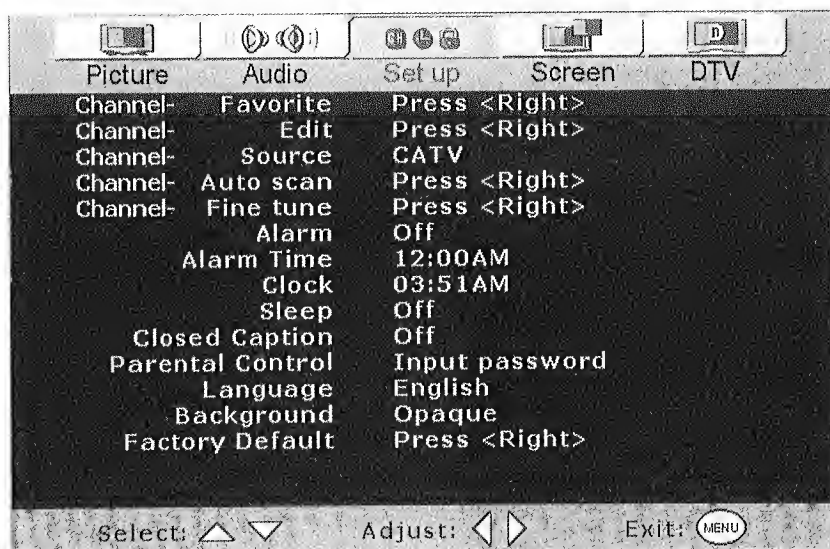 Picture Audio Set up Screen DTV
Channel- Favorite Press <Right>
Channel- Edit Press <Right>
Channel- Source CATV
Channel- Auto scan Press <Right>
Channel- Fine tune Press <Right>
Alarm Off
Alarm Time 12:00AM
Clock 03:51AM
Sleep Off
Closed Caption Off
Parental Control Input password
Language English
Background Opaque
Factory Default Press <Right>
Select: Adjust: Exit: MENU